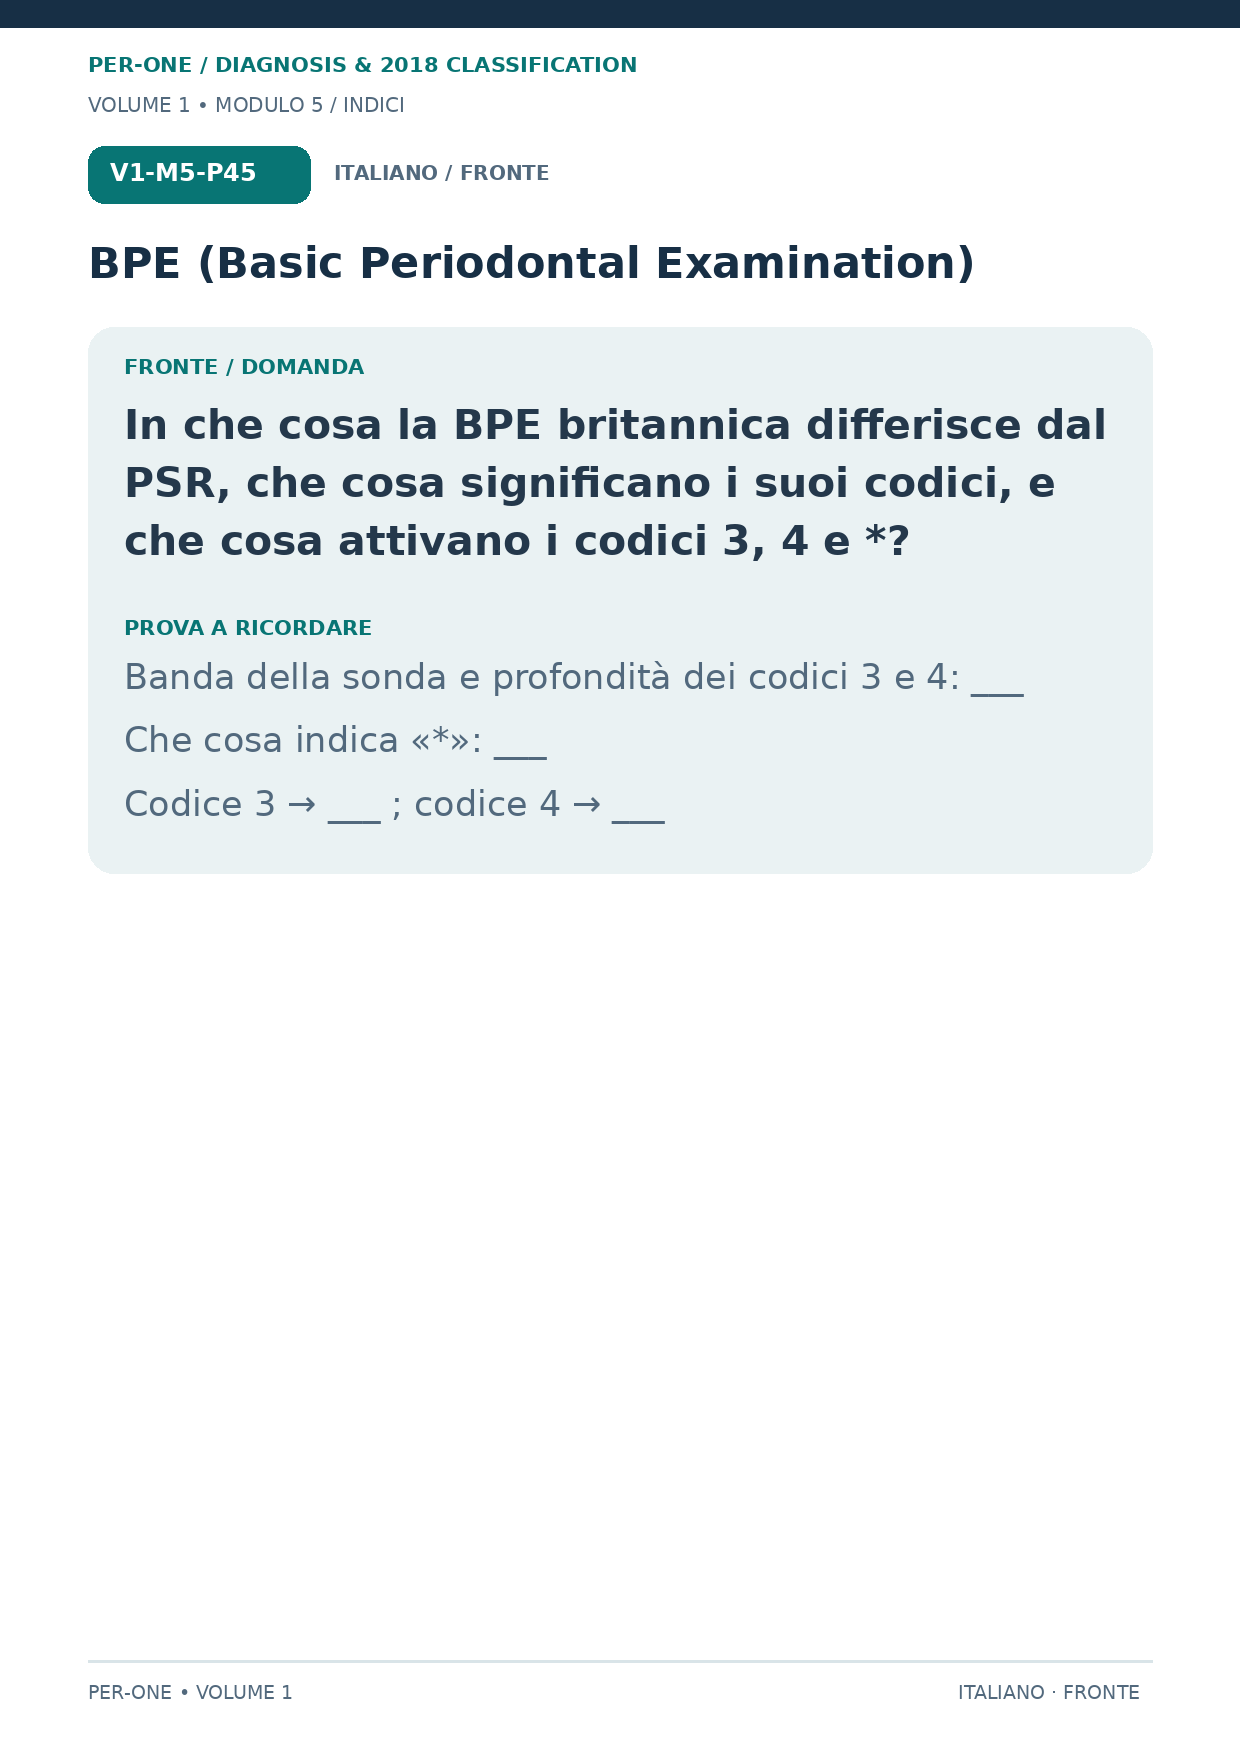 PER-ONE / DIAGNOSIS & 2018 CLASSIFICATION
VOLUME 1 • MODULO 5 / INDICI
V1-M5-P45
ITALIANO / FRONTE
BPE (Basic Periodontal Examination)
FRONTE / DOMANDA
In che cosa la BPE britannica differisce dal
PSR, che cosa significano i suoi codici, e
che cosa attivano i codici 3, 4 e *?
PROVA A RICORDARE
Banda della sonda e profondità dei codici 3 e 4: ___
Che cosa indica «*»: ___
Codice 3 → ___ ; codice 4 → ___
PER-ONE • VOLUME 1
ITALIANO · FRONTE